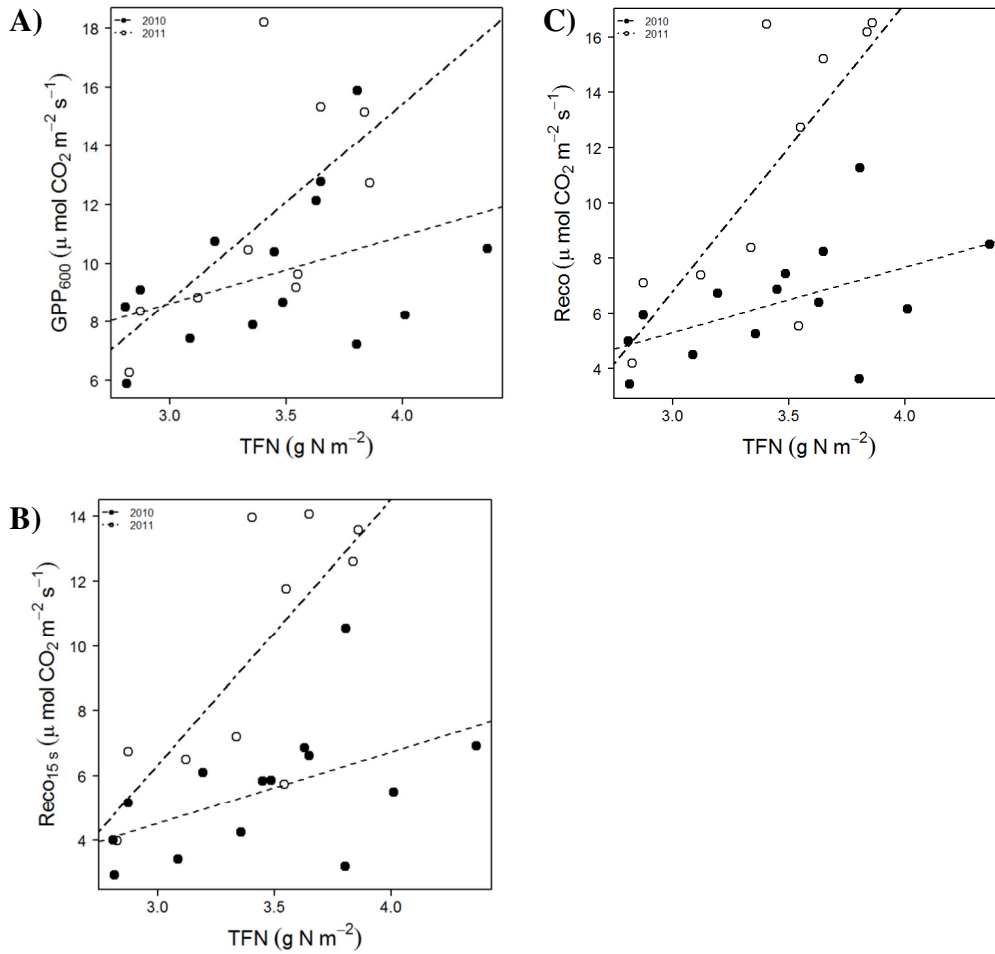 A)
2010
2011
18
16
14
12
10
8
6
GPP600 (μ mol CO2 m−2 s−1)
3.0 3.5 4.0
TFN (g N m−2)
C)
2010
2011
16
14
12
10
8
6
4
Reco (μ mol CO2 m−2 s−1)
3.0 3.5 4.0
TFN (g N m−2)
B)
2010
2011
14
12
10
8
6
4
Reco15 s (μ mol CO2 m−2 s−1)
3.0 3.5 4.0
TFN (g N m−2)